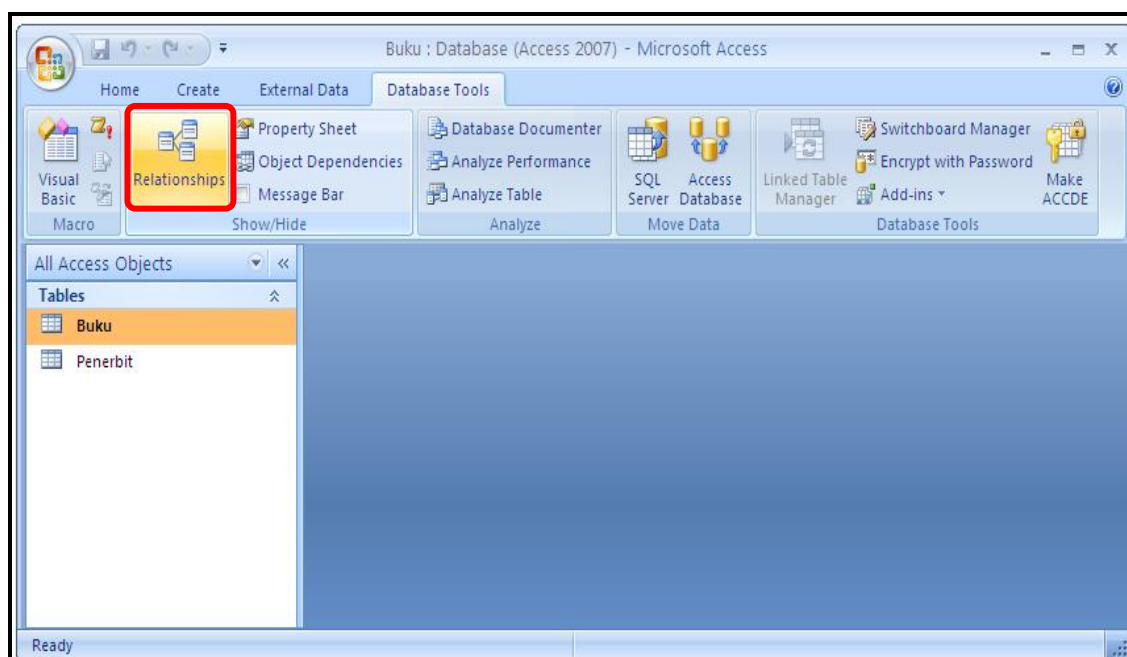 Buku : Database (Access 2007) - Microsoft Access
Home Create External Data Database Tools
Visual Basic
Macro
Relationships
Property Sheet
Object Dependencies
Message Bar
Show/Hide
Database Documenter
Analyze Performance
Analyze Table
Analyze
SQL Server
Access Database
Move Data
Linked Table Manager
Switchboard Manager
Encrypt with Password
Add-ins
Make ACCDE
Database Tools
All Access Objects
Tables
Buku
Penerbit
Ready